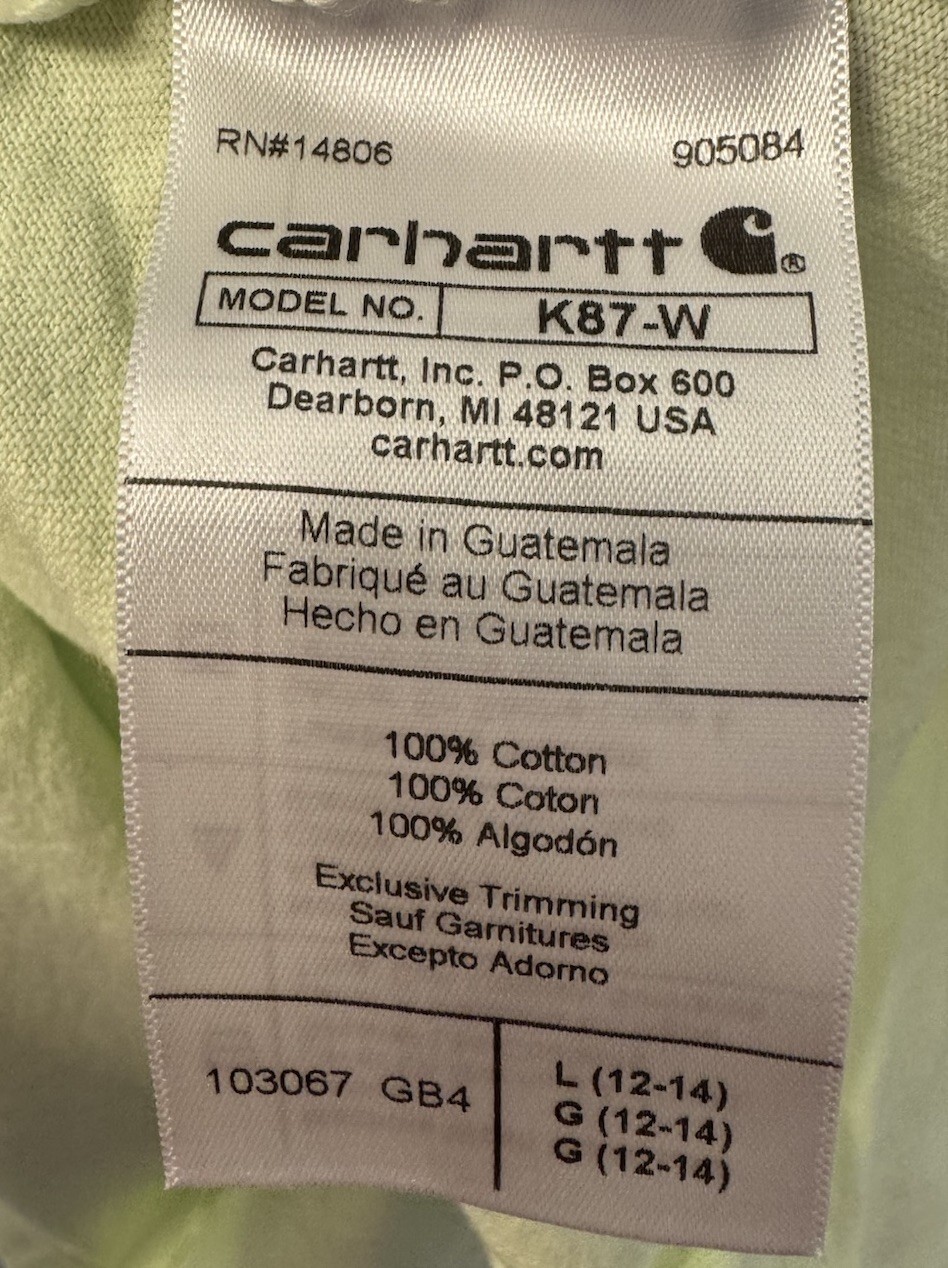 RN#14806 905084
carhartt ®
MODEL NO. K87-W
Carhartt, Inc. P.O. Box 600
Dearborn, MI 48121 USA
carhartt.com
Made in Guatemala
Fabriqué au Guatemala
Hecho en Guatemala
100% Cotton
100% Coton
100% Algodón
Exclusive Trimming
Sauf Garnitures
Excepto Adorno
103067 GB4
L (12-14)
G (12-14)
G (12-14)